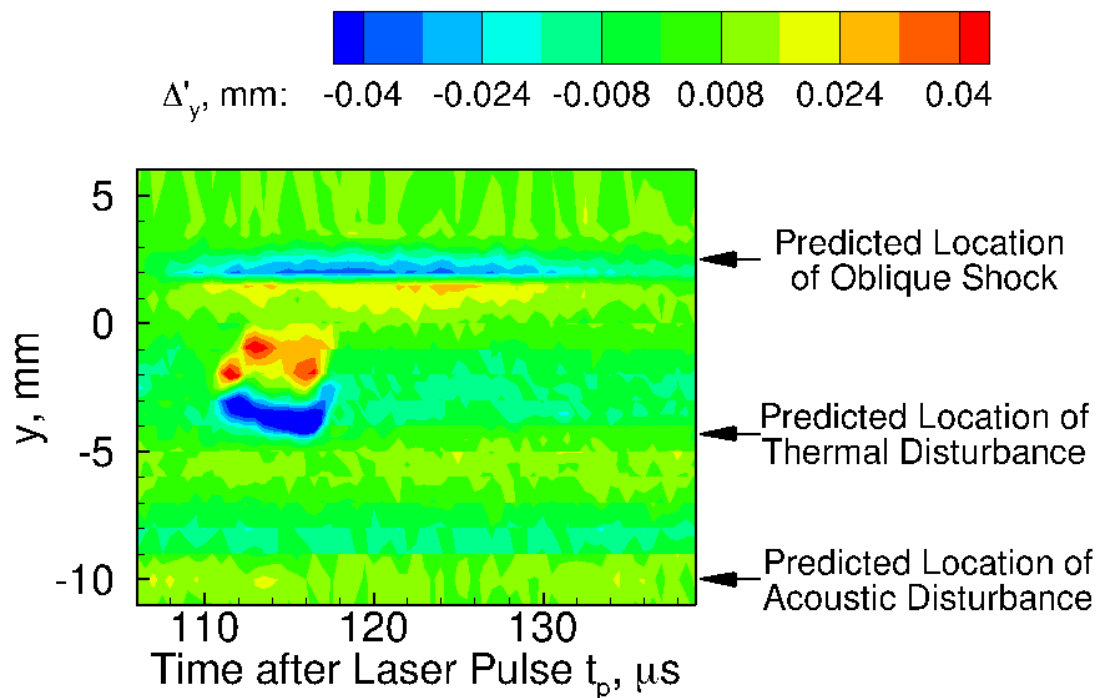 Δ'y, mm: -0.04 -0.024 -0.008 0.008 0.024 0.04
5
0
-5
-10
y, mm
110 120 130
Time after Laser Pulse tp, μs
Predicted Location
of Oblique Shock
Predicted Location of
Thermal Disturbance
Predicted Location of
Acoustic Disturbance